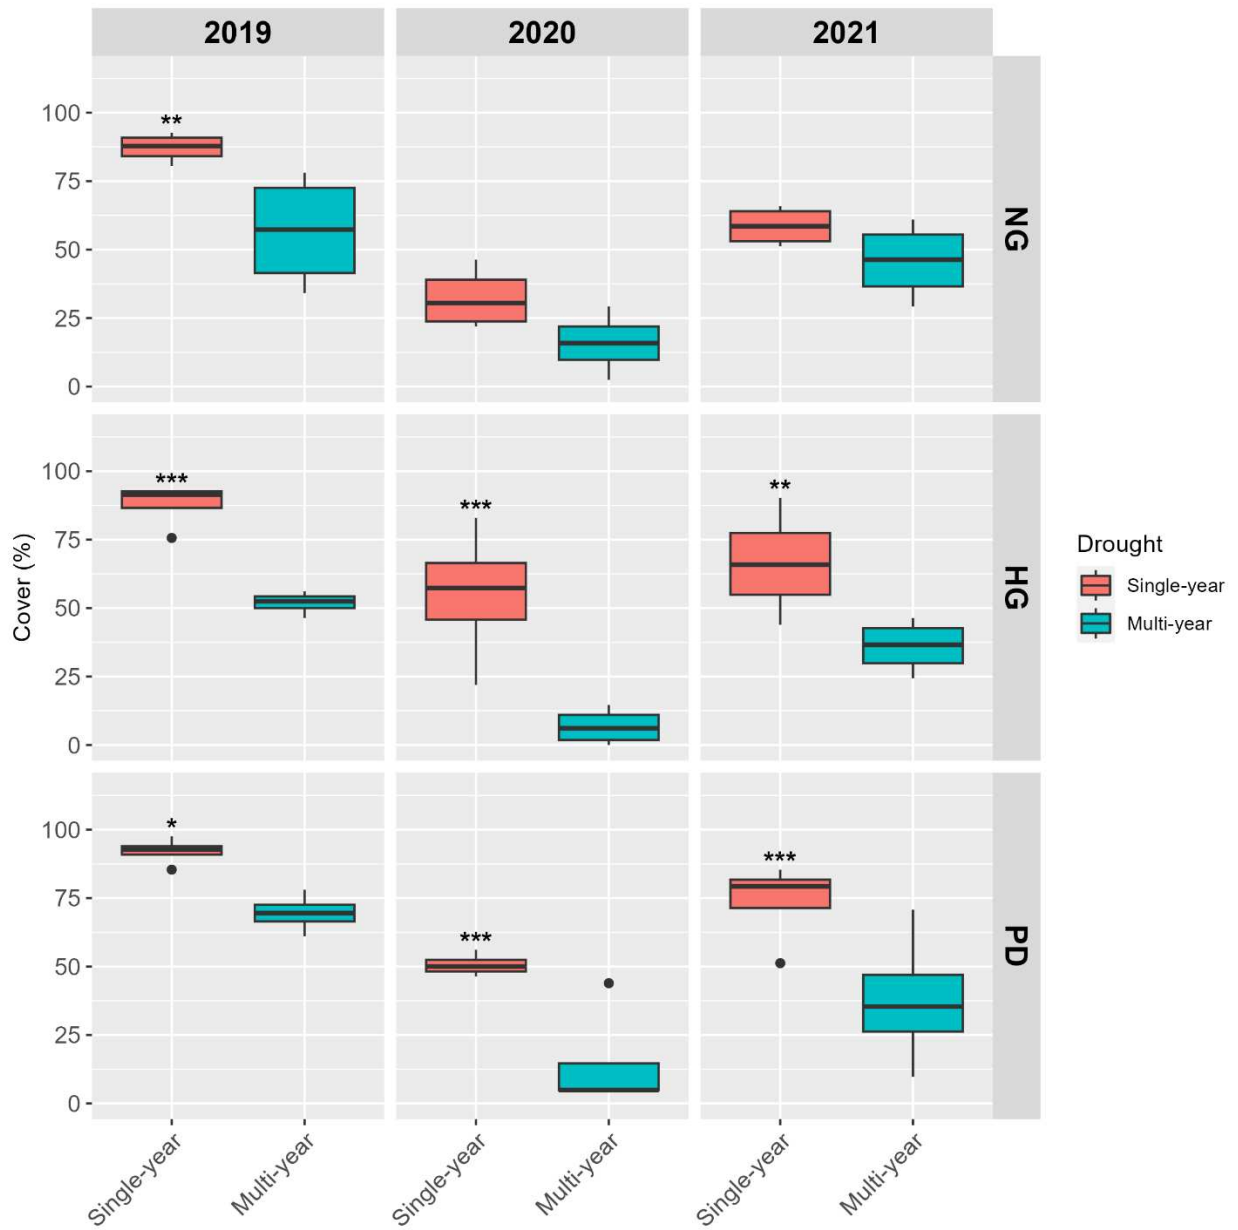 2019 2020 2021
**
100
75
50
25
0
NG
*** *** **
100
75
50
25
0
HG
* *** ***
100
75
50
25
0
PD
Cover (%)
Single-year Multi-year Single-year Multi-year Single-year Multi-year
Drought
Single-year
Multi-year